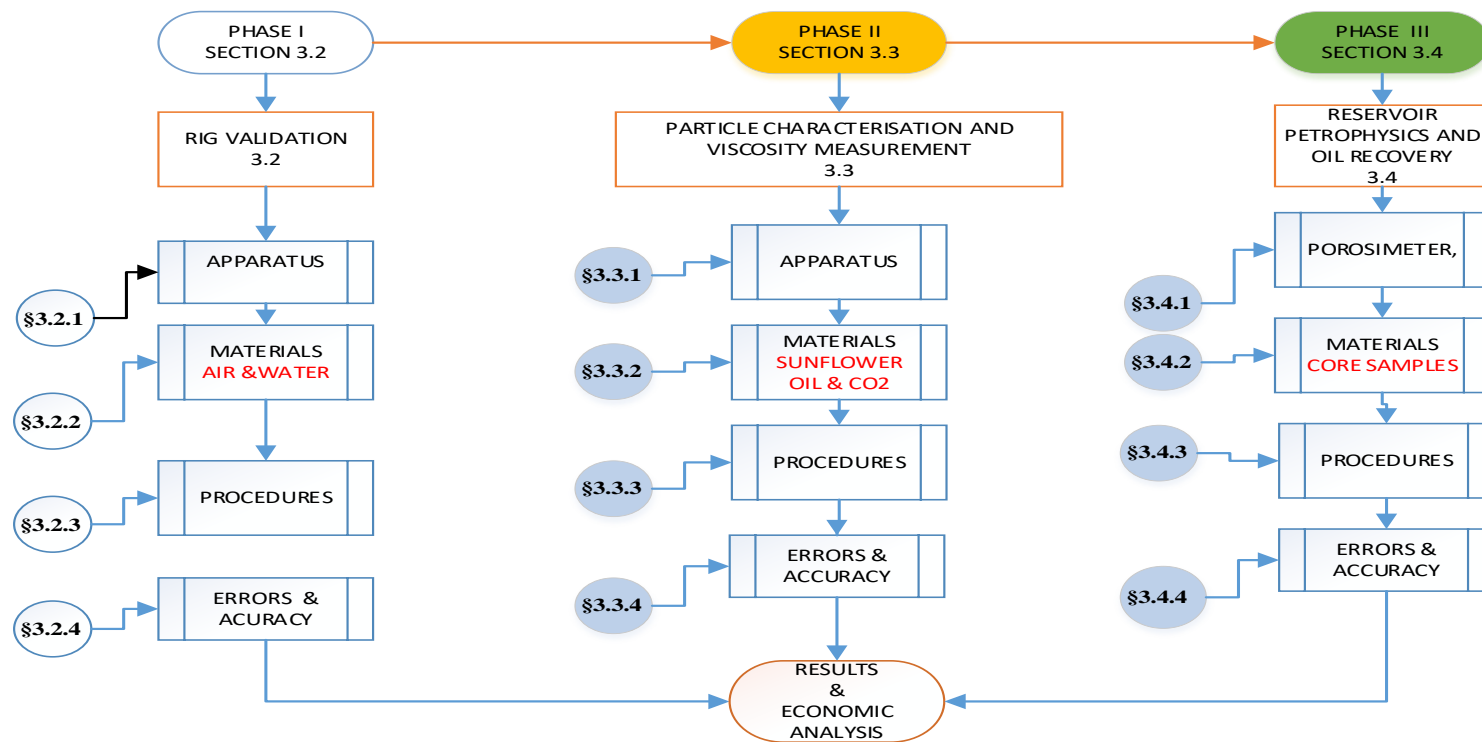 PHASE I
SECTION 3.2
PHASE II
SECTION 3.3
PHASE III
SECTION 3.4
RIG VALIDATION
3.2
PARTICLE CHARACTERISATION AND
VISCOSITY MEASUREMENT
3.3
RESERVOIR
PETROPHYSICS AND
OIL RECOVERY
3.4
§3.2.1
APPARATUS
§3.3.1
APPARATUS
§3.4.1
POROSIMETER,
§3.2.2
MATERIALS
AIR &WATER
§3.3.2
MATERIALS
SUNFLOWER
OIL & CO2
§3.4.2
MATERIALS
CORE SAMPLES
§3.2.3
PROCEDURES
§3.3.3
PROCEDURES
§3.4.3
PROCEDURES
§3.2.4
ERRORS &
ACURACY
§3.3.4
ERRORS &
ACCURACY
§3.4.4
ERRORS &
ACCURACY
RESULTS
&
ECONOMIC
ANALYSIS